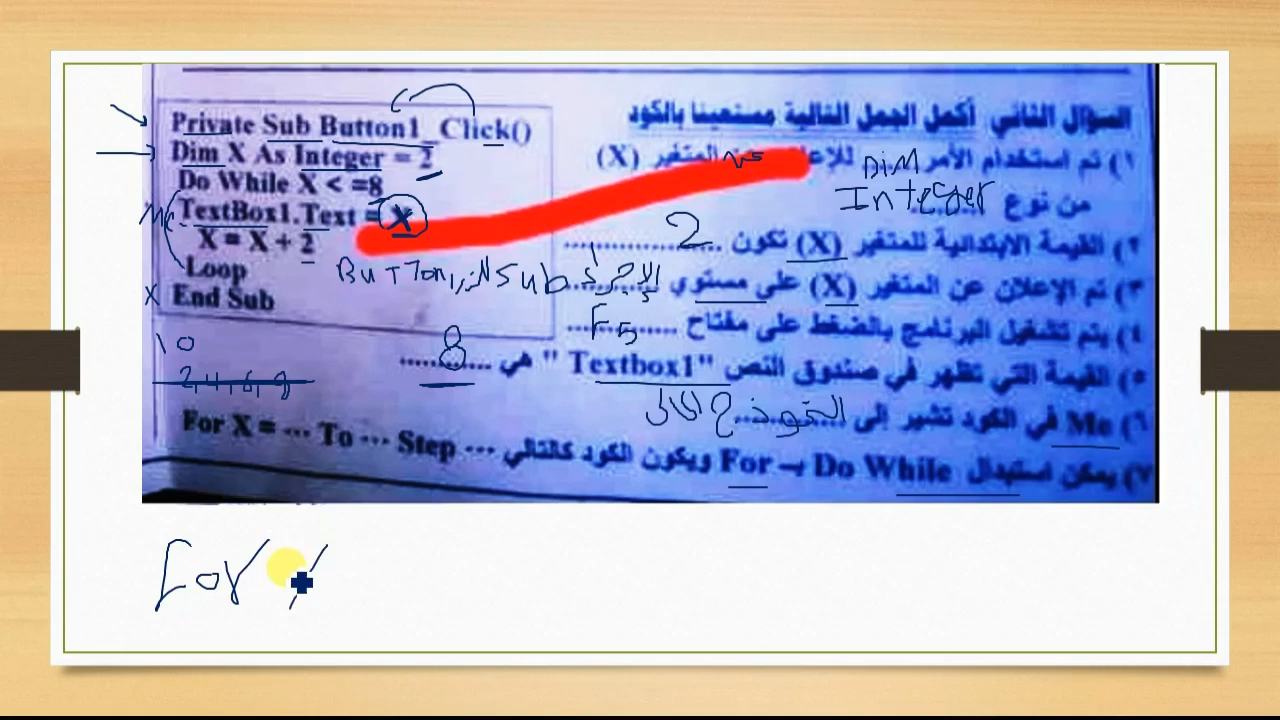 السؤال الثاني أكمل الجمل التالية مستعينا بالكود
١) تم استخدام الأمر DiM للإعلان عن المتغير (X)
من نوع Integer
٢) القيمة الابتدائية للمتغير (X) تكون ....2....
٣) تم الإعلان عن المتغير (X) على مستوي الإجراء Sub للزر BuTTon1
٤) يتم تشغيل البرنامج بالضغط على مفتاح ....F5....
٥) القيمة التي تظهر في صندوق النص "Textbox1" هي ....8....
٦) Me في الكود تشير إلى النموذج الحالى
٧) يمكن استبدال Do While بـ For ويكون الكود كالتالي For X = ··· To ··· Step ···
Private Sub Button1_Click()
Dim X As Integer = 2
Do While X < =8
Me TextBox1.Text = X
X = X + 2
Loop
End Sub
10
2 4 6 8
For X